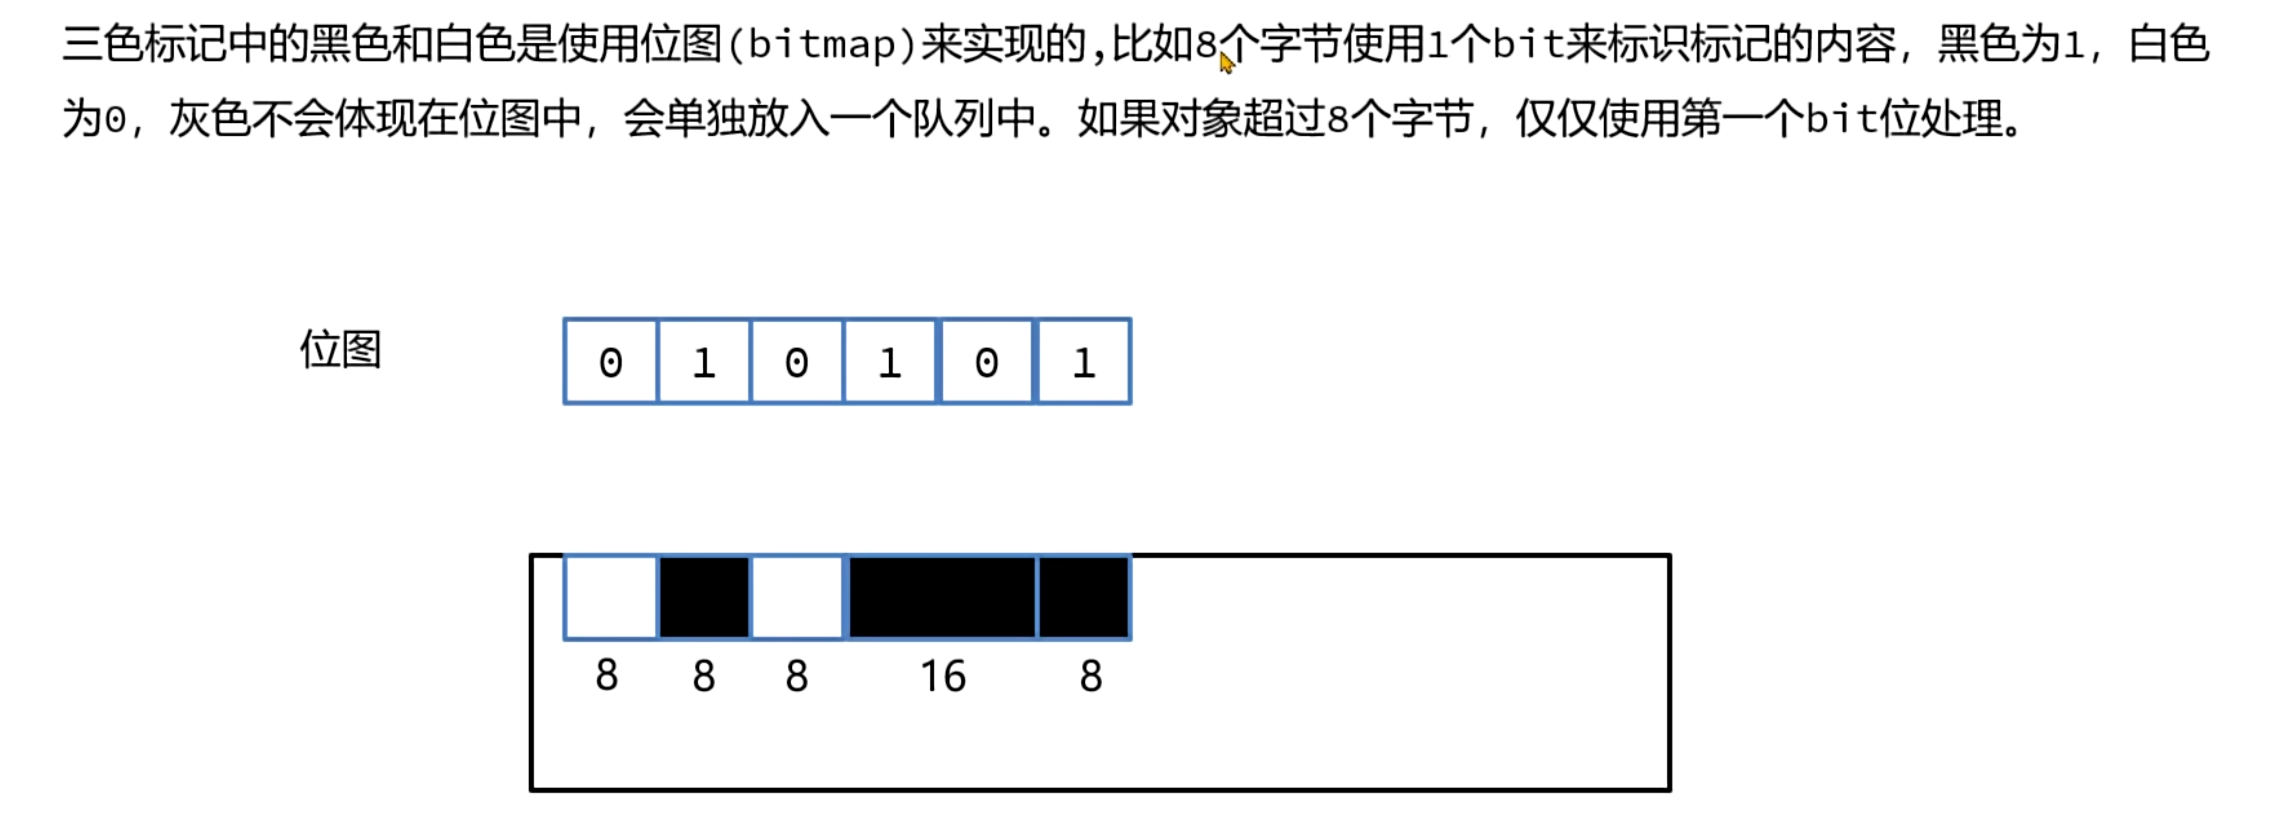 三色标记中的黑色和白色是使用位图(bitmap)来实现的,比如8个字节使用1个bit来标识标记的内容，黑色为1，白色
为0，灰色不会体现在位图中，会单独放入一个队列中。如果对象超过8个字节，仅仅使用第一个bit位处理。
位图 0 1 0 1 0 1
8 8 8 16 8